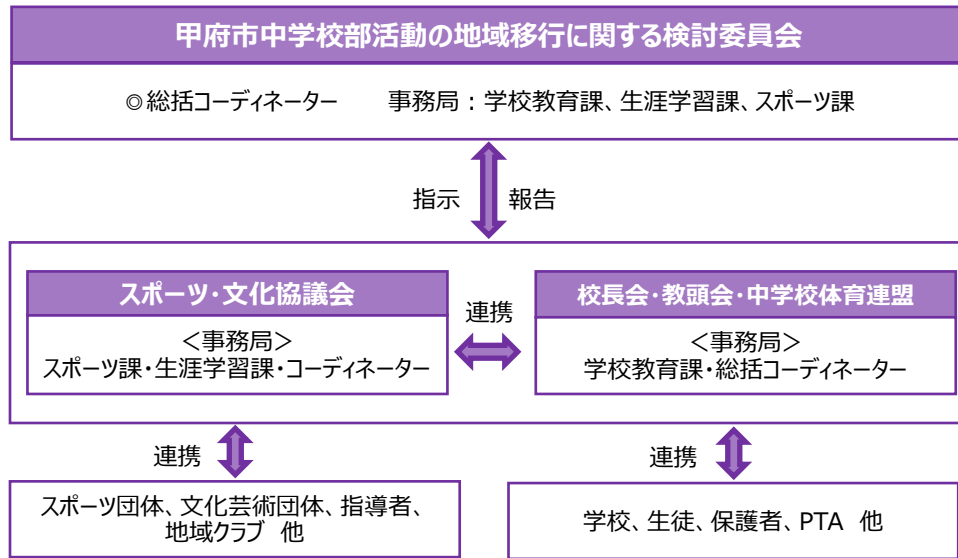 甲府市中学校部活動の地域移行に関する検討委員会
◎総括コーディネーター　事務局：学校教育課、生涯学習課、スポーツ課
指示　報告
スポーツ・文化協議会
<事務局>
スポーツ課・生涯学習課・コーディネーター
連携
校長会・教頭会・中学校体育連盟
<事務局>
学校教育課・総括コーディネーター
連携
連携
スポーツ団体、文化芸術団体、指導者、
地域クラブ 他
学校、生徒、保護者、PTA 他